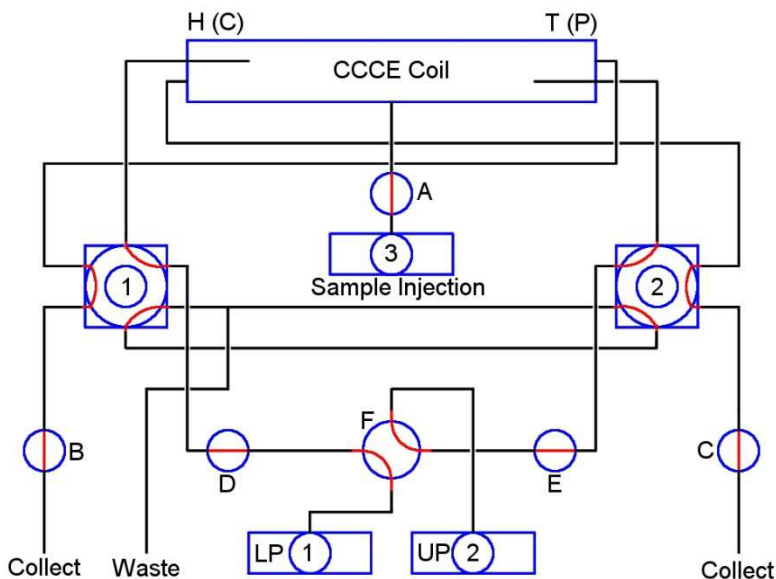 H (C)
T (P)
CCCE Coil
A
3
Sample Injection
1
2
F
B
C
D
E
LP
1
UP
2
Collect
Waste
Collect